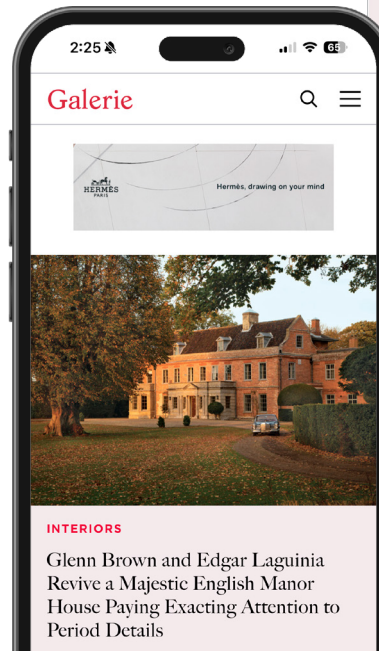 2:25
65
Galerie
HERMÈS
PARIS
Hermès, drawing on your mind
INTERIORS
Glenn Brown and Edgar Laguinia
Revive a Majestic English Manor
House Paying Exacting Attention to
Period Details